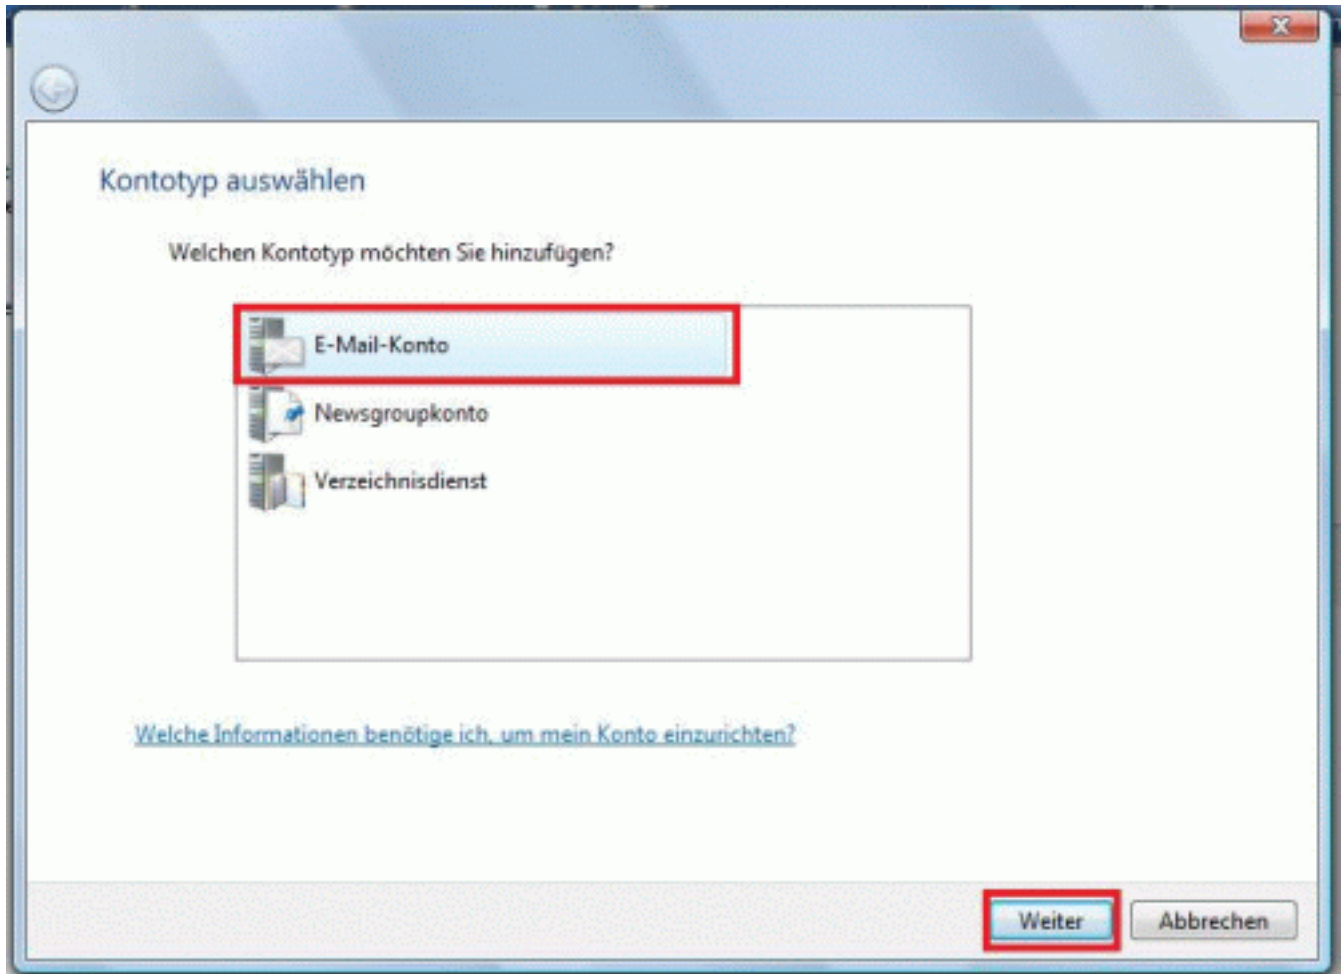 Kontotyp auswählen
Welchen Kontotyp möchten Sie hinzufügen?
E-Mail-Konto
Newsgroupkonto
Verzeichnisdienst
Welche Informationen benötige ich, um mein Konto einzurichten?
Weiter Abbrechen